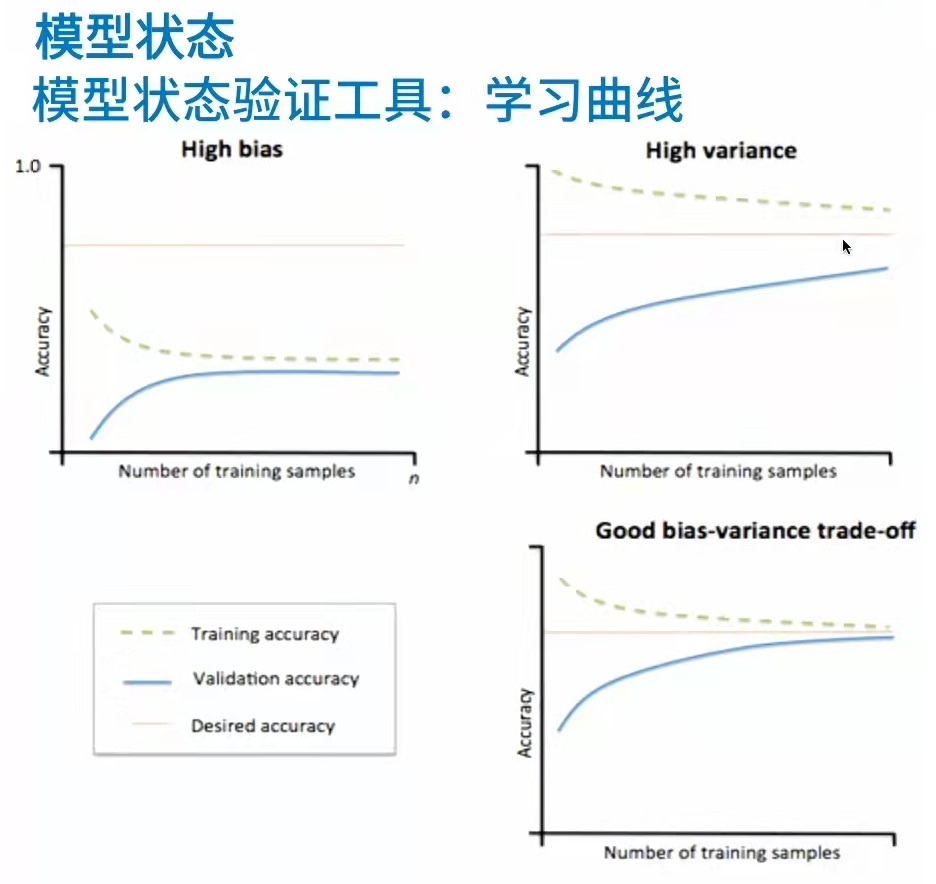 模型状态
模型状态验证工具：学习曲线
High bias
1.0
Accuracy
Number of training samples
n
High variance
Accuracy
Number of training samples
Training accuracy
Validation accuracy
Desired accuracy
Good bias-variance trade-off
Accuracy
Number of training samples